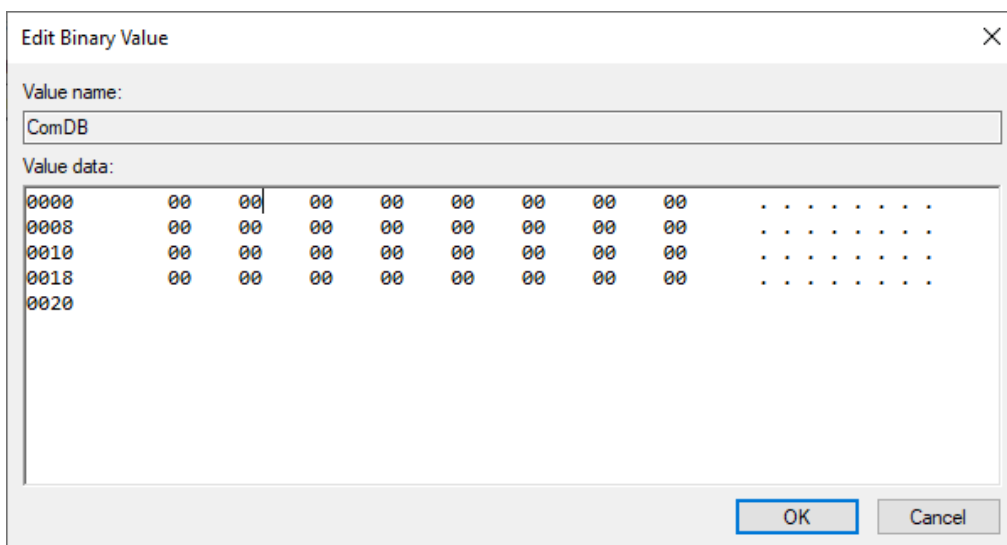 Edit Binary Value
Value name:
ComDB
Value data:
0000 00 00 00 00 00 00 00 00 . . . . . . . .
0008 00 00 00 00 00 00 00 00 . . . . . . . .
0010 00 00 00 00 00 00 00 00 . . . . . . . .
0018 00 00 00 00 00 00 00 00 . . . . . . . .
0020
OK Cancel